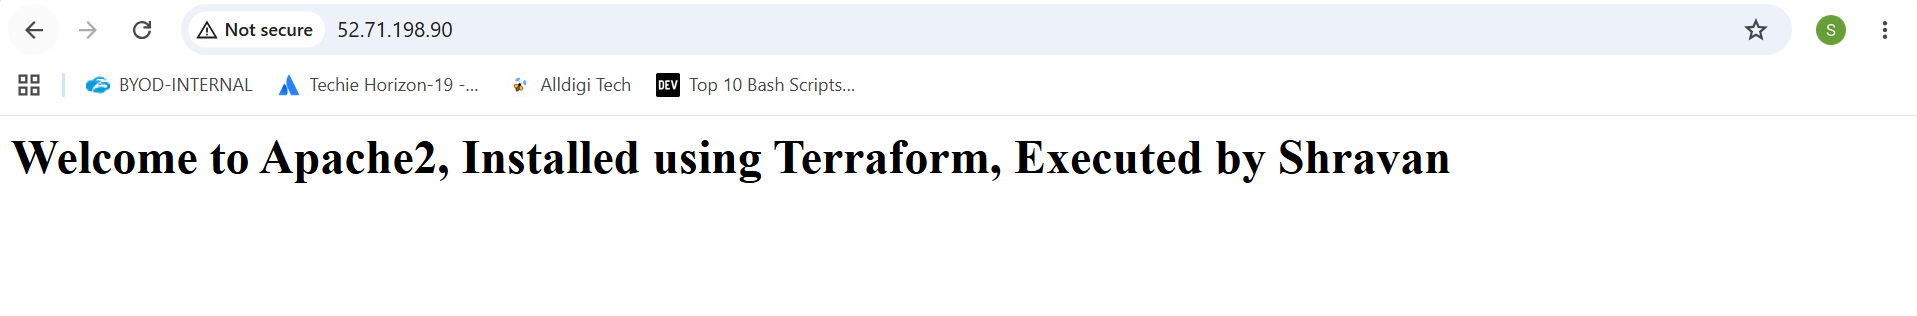 Not secure 52.71.198.90 S
BYOD-INTERNAL Techie Horizon-19 -... Alldigi Tech DEV Top 10 Bash Scripts...
Welcome to Apache2, Installed using Terraform, Executed by Shravan